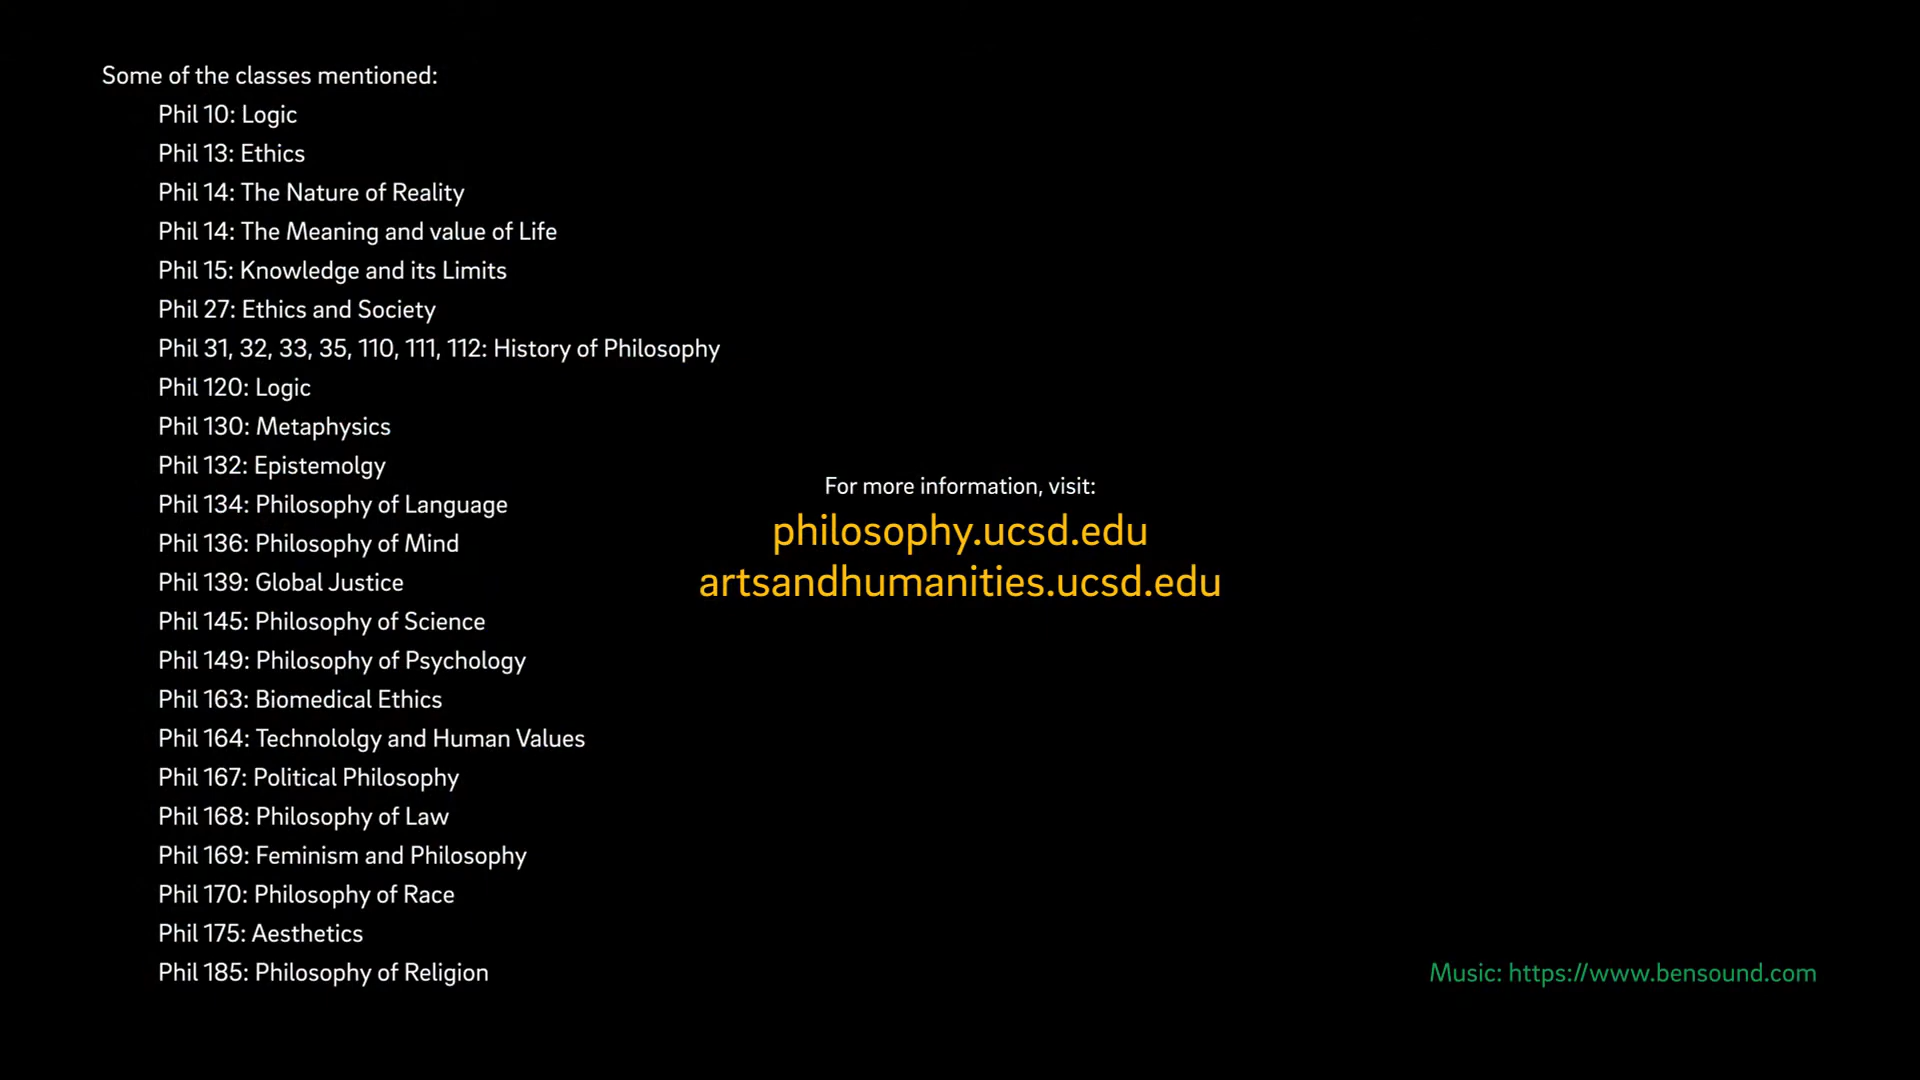 Some of the classes mentioned:
Phil 10: Logic
Phil 13: Ethics
Phil 14: The Nature of Reality
Phil 14: The Meaning and value of Life
Phil 15: Knowledge and its Limits
Phil 27: Ethics and Society
Phil 31, 32, 33, 35, 110, 111, 112: History of Philosophy
Phil 120: Logic
Phil 130: Metaphysics
Phil 132: Epistemolgy
Phil 134: Philosophy of Language
Phil 136: Philosophy of Mind
Phil 139: Global Justice
Phil 145: Philosophy of Science
Phil 149: Philosophy of Psychology
Phil 163: Biomedical Ethics
Phil 164: Technololgy and Human Values
Phil 167: Political Philosophy
Phil 168: Philosophy of Law
Phil 169: Feminism and Philosophy
Phil 170: Philosophy of Race
Phil 175: Aesthetics
Phil 185: Philosophy of Religion
For more information, visit:
philosophy.ucsd.edu
artsandhumanities.ucsd.edu
Music: https://www.bensound.com